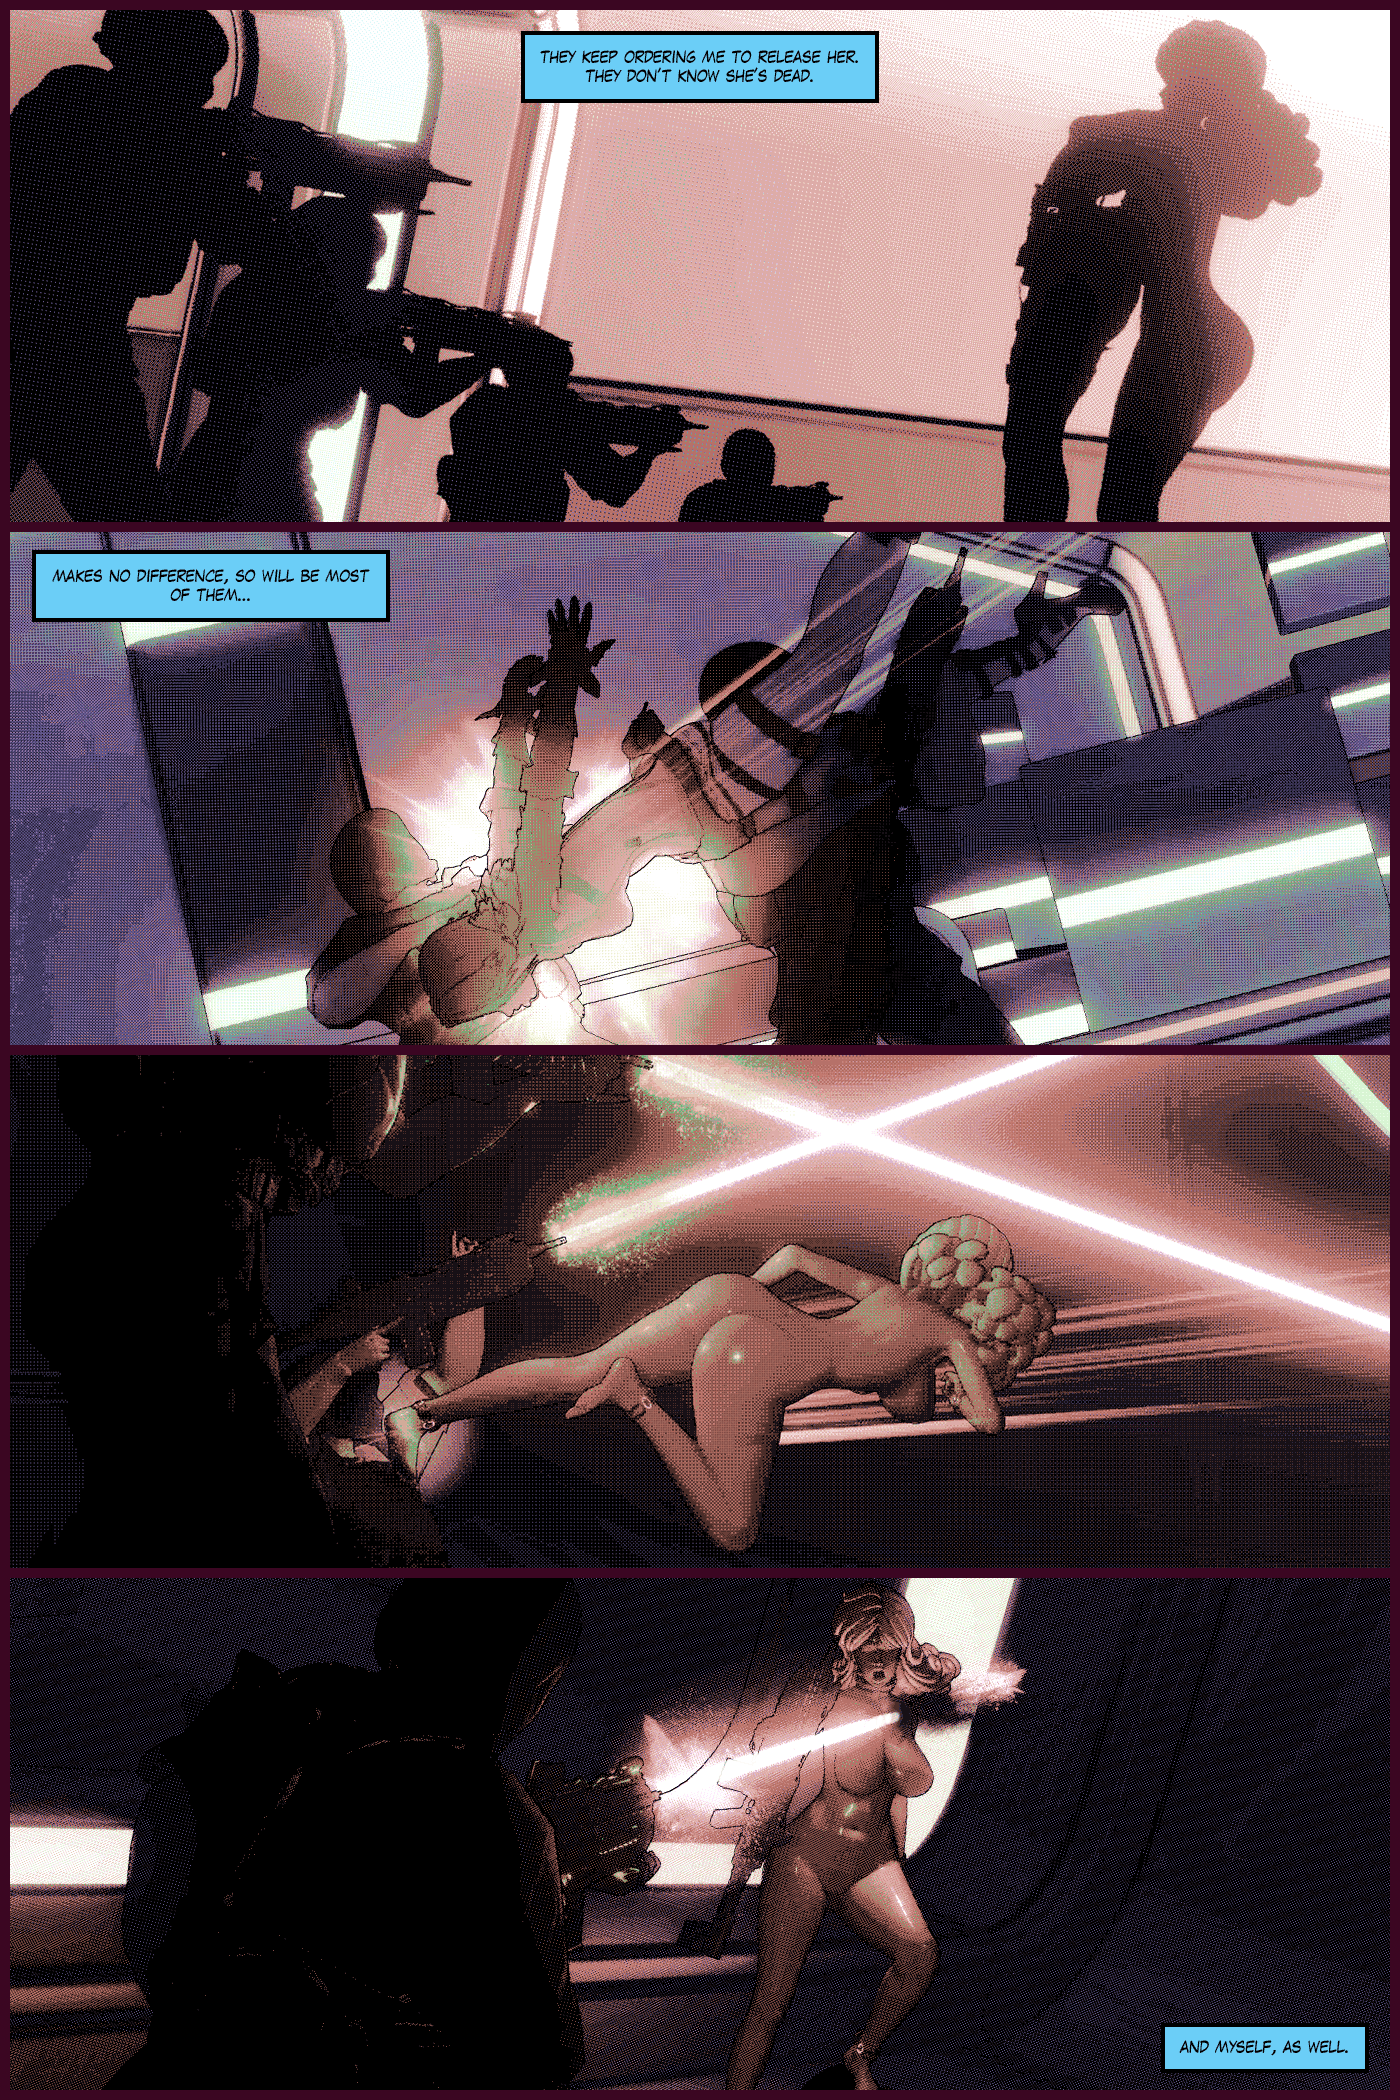 THEY KEEP ORDERING ME TO RELEASE HER.
THEY DON'T KNOW SHE'S DEAD.
MAKES NO DIFFERENCE, SO WILL BE MOST
OF THEM...
AND MYSELF, AS WELL.